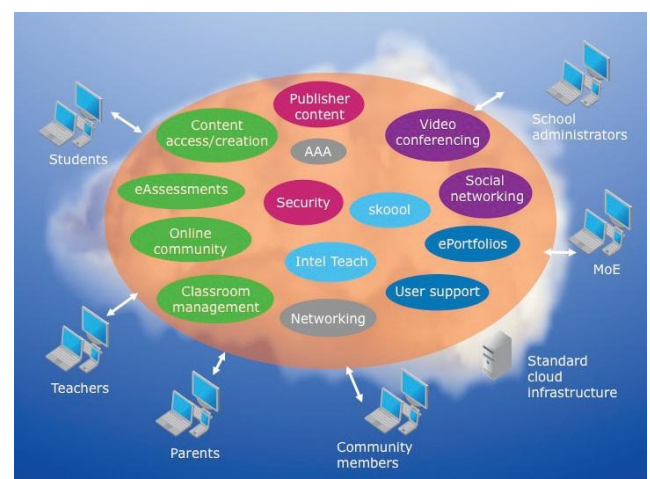 Publisher
content
Content
access/creation
Video
conferencing
School
administrators
AAA
Students
eAssessments
Security
skoool
Social
networking
Online
community
Intel Teach
ePortfolios
MoE
Classroom
management
User support
Networking
Teachers
Standard
cloud
infrastructure
Parents
Community
members